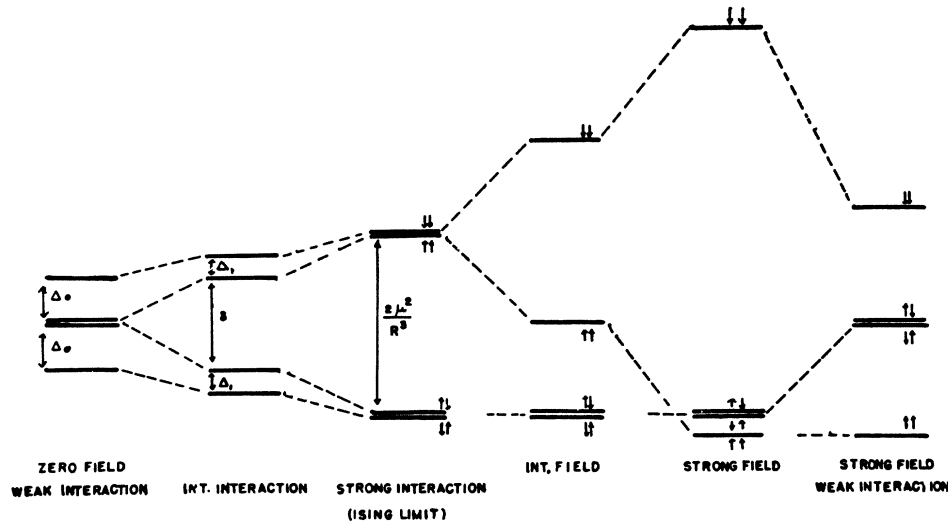 ↓↓
↓↓
↓↓
↓↓
↑↑
Δ₁
Δ₀
2μ²
R³
3
↑↓
↓↑
↑↑
Δ₀
Δ₁
↑↓
↓↑
↑↓
↓↑
↑↓
↓↑
↑↑
↑↑
ZERO FIELD
WEAK INTERACTION
INT. INTERACTION
STRONG INTERACTION
(ISING LIMIT)
INT. FIELD
STRONG FIELD
STRONG FIELD
WEAK INTERACTION